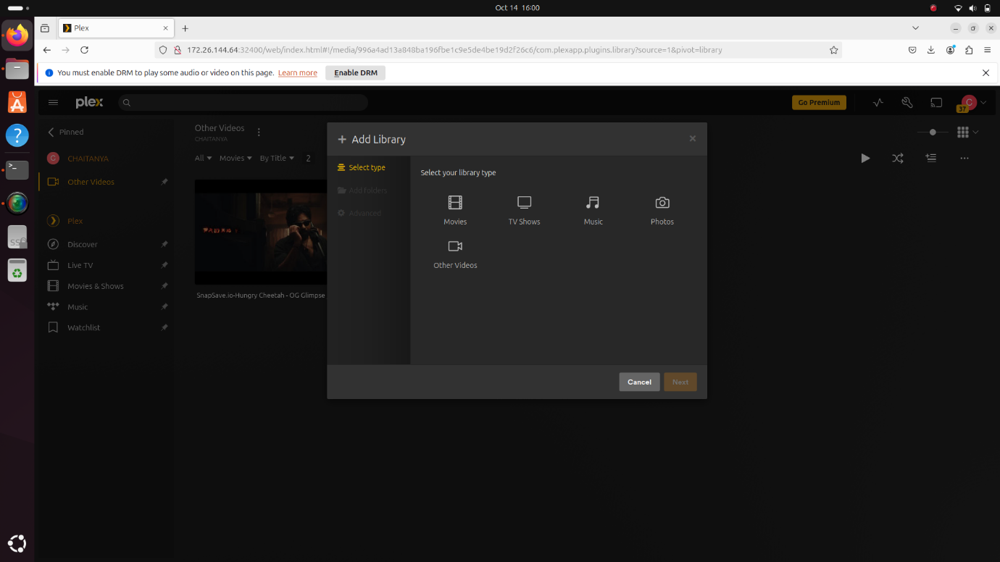 Oct 14 16:00
Plex
172.26.144.64:32400/web/index.html#!/media/996a4ad13a848ba196fbe1c9e5de4be19d2f26c6/com.plexapp.plugins.library?source=1&pivot=library
You must enable DRM to play some audio or video on this page. Learn more Enable DRM
plex
Go Premium
C
37
Pinned
C CHAITANYA
Other Videos
Plex
Discover
Live TV
Movies & Shows
Music
Watchlist
Other Videos
CHAITANYA
All Movies By Title 2
SnapSave.io-Hungry Cheetah - OG Glimpse
Add Library
Select type
Add folders
Advanced
Select your library type
Movies TV Shows Music Photos
Other Videos
Cancel Next